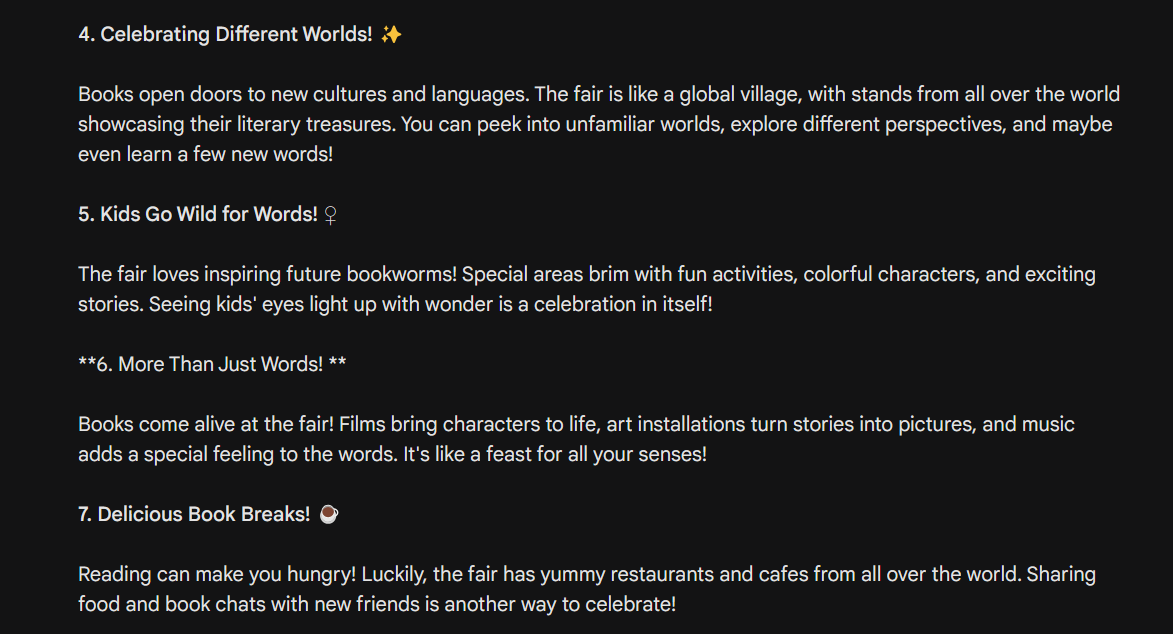 4. Celebrating Different Worlds! ✨
Books open doors to new cultures and languages. The fair is like a global village, with stands from all over the world
showcasing their literary treasures. You can peek into unfamiliar worlds, explore different perspectives, and maybe
even learn a few new words!
5. Kids Go Wild for Words! ♀
The fair loves inspiring future bookworms! Special areas brim with fun activities, colorful characters, and exciting
stories. Seeing kids' eyes light up with wonder is a celebration in itself!
**6. More Than Just Words! **
Books come alive at the fair! Films bring characters to life, art installations turn stories into pictures, and music
adds a special feeling to the words. It's like a feast for all your senses!
7. Delicious Book Breaks! ☕
Reading can make you hungry! Luckily, the fair has yummy restaurants and cafes from all over the world. Sharing
food and book chats with new friends is another way to celebrate!